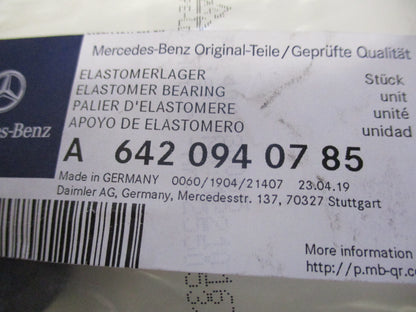 Mercedes-Benz Original-Teile/Geprüfte Qualität
ELASTOMERLAGER Stück
ELASTOMER BEARING unit
PALIER D'ELASTOMERE unité
APOYO DE ELASTOMERO unidad
des-Benz
A 642 094 07 85
Made in GERMANY 0060/1904/21407 23.04.19
Daimler AG, Germany, Mercedesstr. 137, 70327 Stuttgart
More information
http://p.mb-qr.co